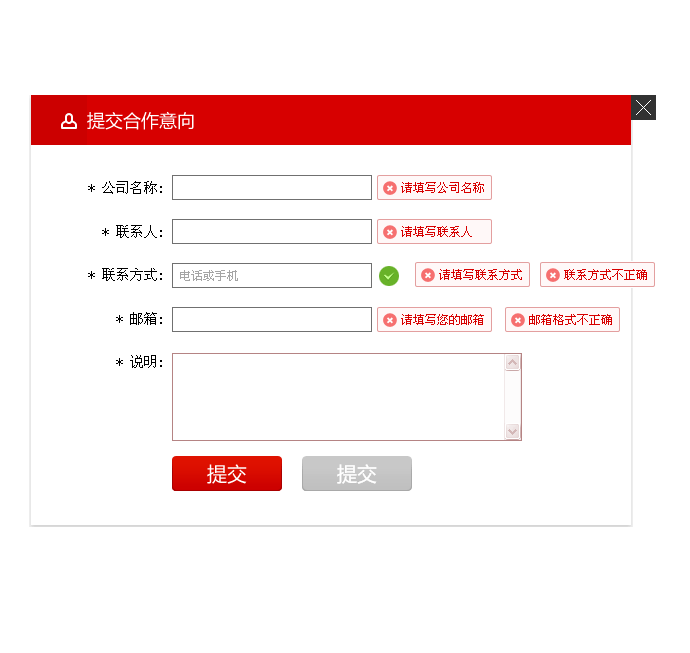 提交合作意向
* 公司名称: 请填写公司名称
* 联系人: 请填写联系人
* 联系方式: 电话或手机 请填写联系方式 联系方式不正确
* 邮箱: 请填写您的邮箱 邮箱格式不正确
* 说明:
提交 提交